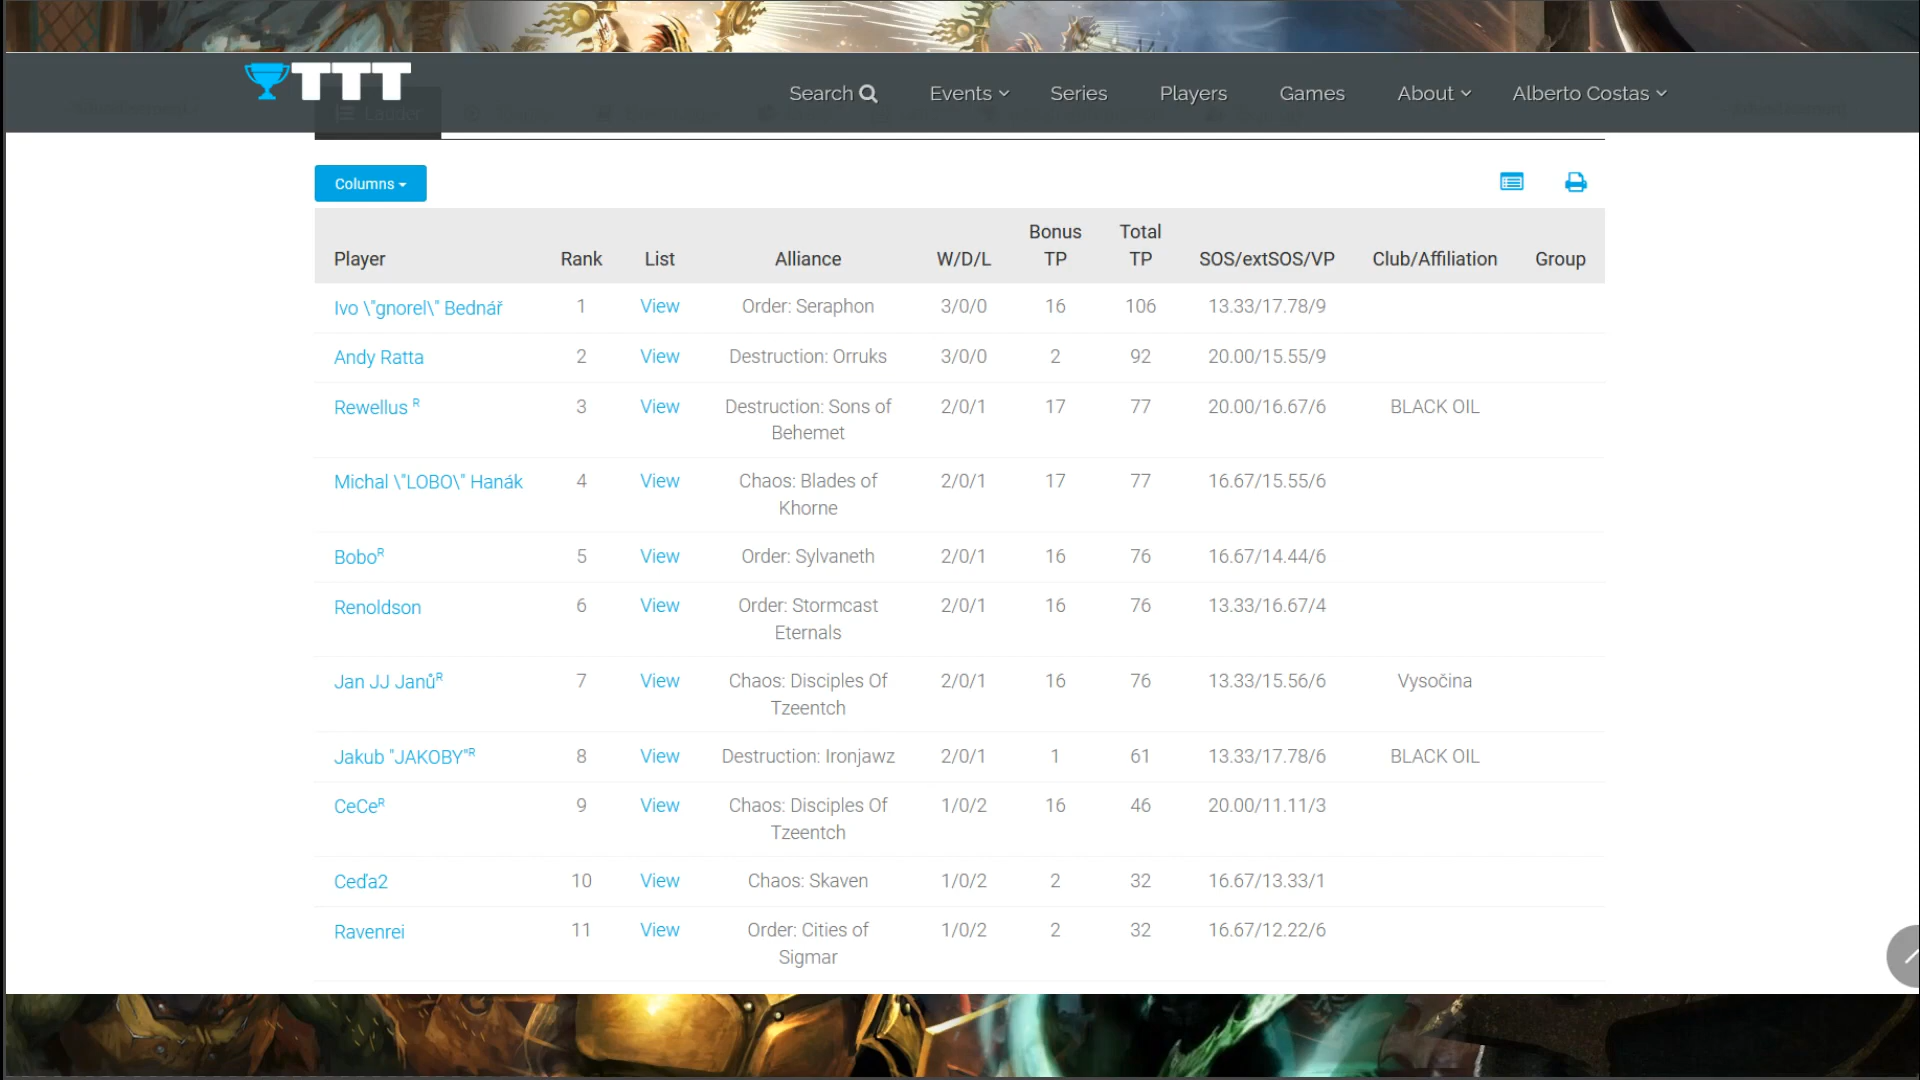 TTT
Search Events Series Players Games About Alberto Costas
Ladder
Columns
Bonus Total
Player Rank List Alliance W/D/L TP TP SOS/extSOS/VP Club/Affiliation Group
Ivo \"gnorel\" Bednář 1 View Order: Seraphon 3/0/0 16 106 13.33/17.78/9
Andy Ratta 2 View Destruction: Orruks 3/0/0 2 92 20.00/15.55/9
Rewellus R 3 View Destruction: Sons of 2/0/1 17 77 20.00/16.67/6 BLACK OIL
Behemet
Michal \"LOBO\" Hanák 4 View Chaos: Blades of 2/0/1 17 77 16.67/15.55/6
Khorne
BoboR 5 View Order: Sylvaneth 2/0/1 16 76 16.67/14.44/6
Renoldson 6 View Order: Stormcast 2/0/1 16 76 13.33/16.67/4
Eternals
Jan JJ JanůR 7 View Chaos: Disciples Of 2/0/1 16 76 13.33/15.56/6 Vysočina
Tzeentch
Jakub "JAKOBY"R 8 View Destruction: Ironjawz 2/0/1 1 61 13.33/17.78/6 BLACK OIL
CeCeR 9 View Chaos: Disciples Of 1/0/2 16 46 20.00/11.11/3
Tzeentch
Ceďa2 10 View Chaos: Skaven 1/0/2 2 32 16.67/13.33/1
Ravenrei 11 View Order: Cities of 1/0/2 2 32 16.67/12.22/6
Sigmar